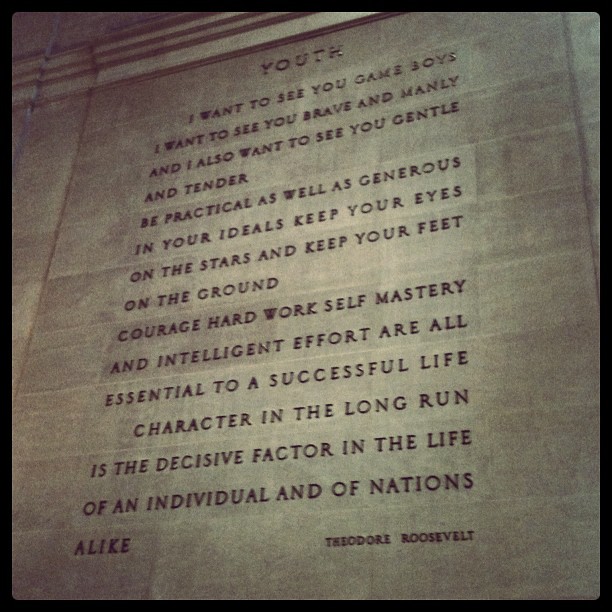 YOUTH
I WANT TO SEE YOU GAME BOYS
I WANT TO SEE YOU BRAVE AND MANLY
AND I ALSO WANT TO SEE YOU GENTLE
AND TENDER
BE PRACTICAL AS WELL AS GENEROUS
IN YOUR IDEALS KEEP YOUR EYES
ON THE STARS AND KEEP YOUR FEET
ON THE GROUND
COURAGE HARD WORK SELF MASTERY
AND INTELLIGENT EFFORT ARE ALL
ESSENTIAL TO A SUCCESSFUL LIFE
CHARACTER IN THE LONG RUN
IS THE DECISIVE FACTOR IN THE LIFE
OF AN INDIVIDUAL AND OF NATIONS
ALIKE
THEODORE ROOSEVELT